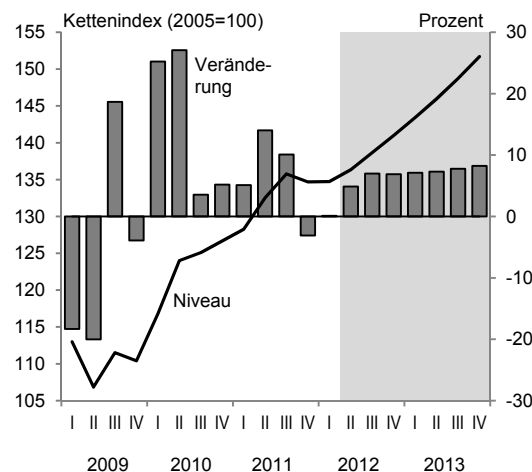 Kettenindex (2005=100) Prozent
155 30
150
Verände-
rung
145 20
140
10
135
130 0
125
-10
120
Niveau
115 -20
110
105 -30
I II III IV I II III IV I II III IV I II III IV I II III IV
2009 2010 2011 2012 2013